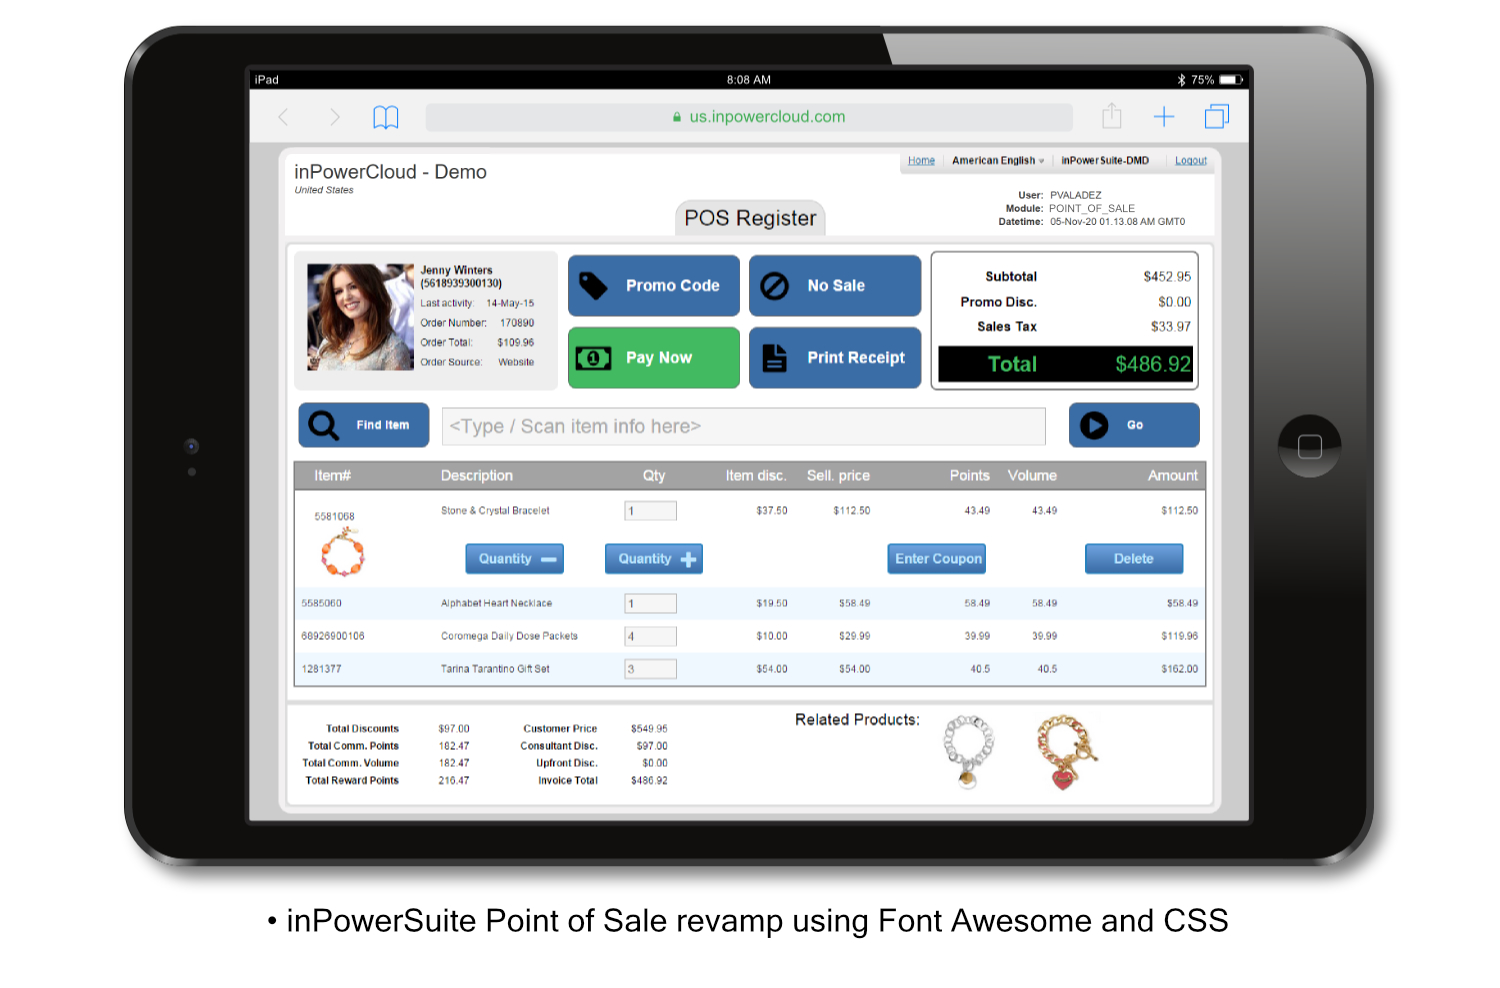 iPad
8:08 AM
75%
us.inpowercloud.com
Home American English inPowerSuite-DMD Logout
inPowerCloud - Demo
United States
User: PVALADEZ
Module: POINT_OF_SALE
Datetime: 05-Nov-20 01.13.08 AM GMT0
POS Register
Jenny Winters
(5618939300130)
Last activity: 14-May-15
Order Number: 170890
Order Total: $109.96
Order Source: Website
Promo Code
No Sale
Pay Now
Print Receipt
Subtotal $452.95
Promo Disc. $0.00
Sales Tax $33.97
Total $486.92
Find Item
<Type / Scan item info here>
Go
Item# Description Qty Item disc. Sell. price Points Volume Amount
5581068 Stone & Crystal Bracelet 1 $37.50 $112.50 43.49 43.49 $112.50
Quantity Quantity Enter Coupon Delete
5585060 Alphabet Heart Necklace 1 $19.50 $58.49 58.49 58.49 $58.49
68926900106 Coromega Daily Dose Packets 4 $10.00 $29.99 39.99 39.99 $119.96
1281377 Tarina Tarantino Gift Set 3 $54.00 $54.00 40.5 40.5 $162.00
Total Discounts $97.00 Customer Price $549.95
Total Comm. Points 182.47 Consultant Disc. $97.00
Total Comm. Volume 182.47 Upfront Disc. $0.00
Total Reward Points 216.47 Invoice Total $486.92
Related Products:
• inPowerSuite Point of Sale revamp using Font Awesome and CSS